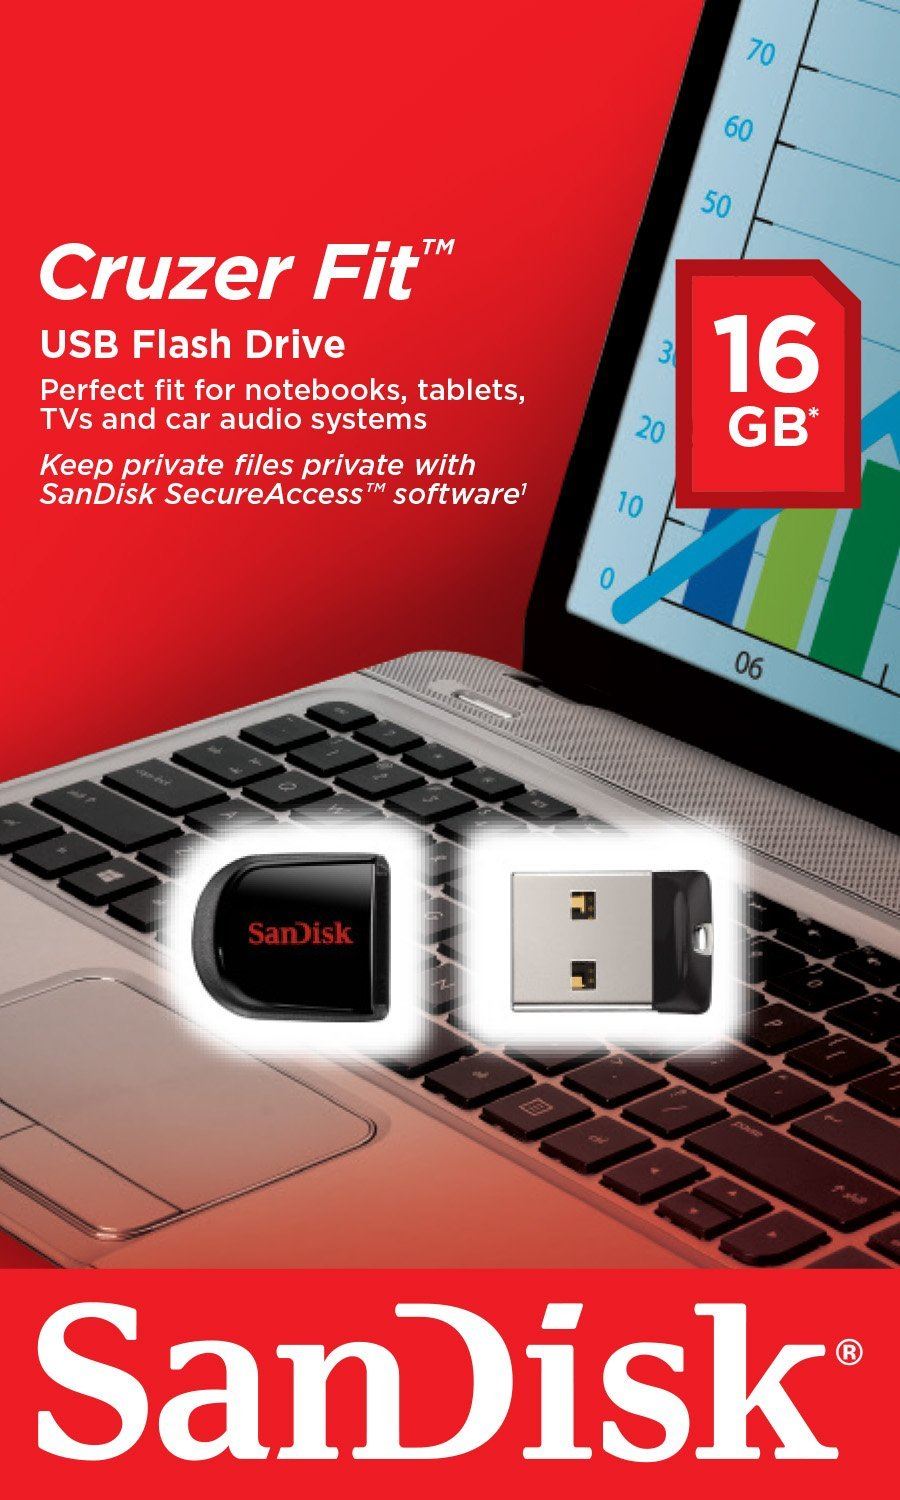 70
60
50
Cruzer Fit™
USB Flash Drive
Perfect fit for notebooks, tablets,
TVs and car audio systems
Keep private files private with
SanDisk SecureAccess™ software¹
16
GB*
20
10
0
06
SanDisk
SanDisk®